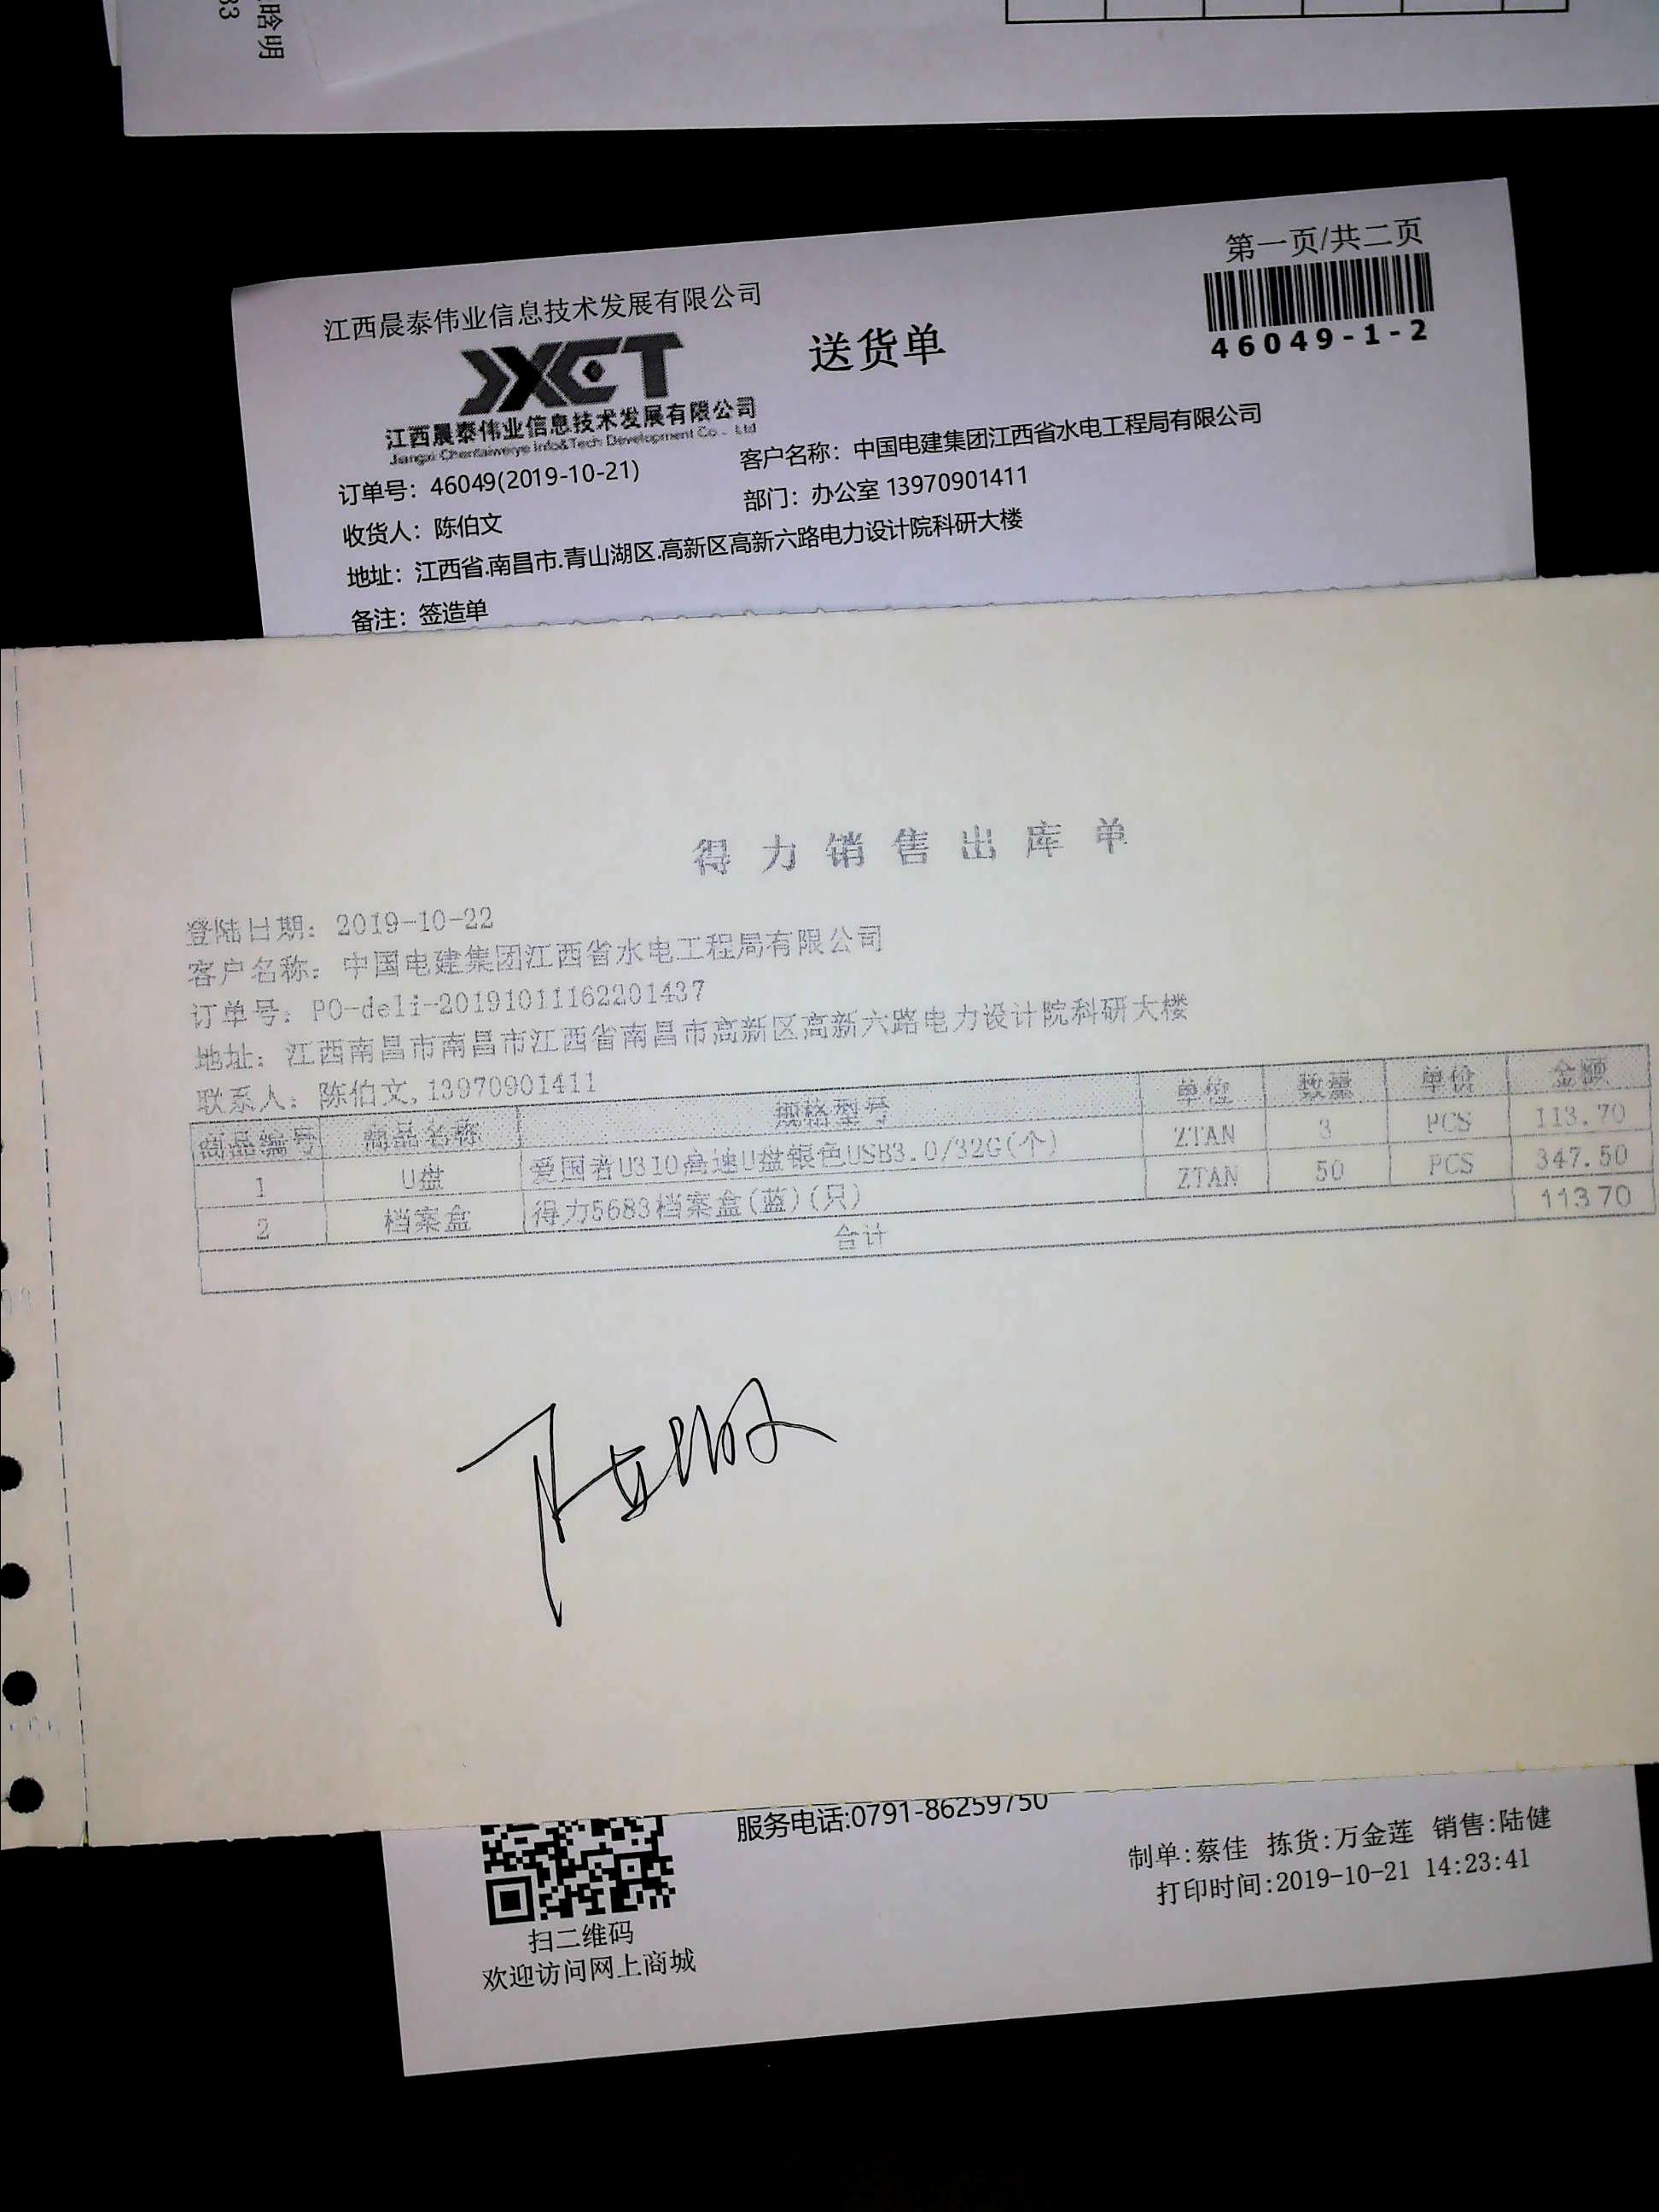 晗明
33
第一页/共二页
江西晨泰伟业信息技术发展有限公司
46049-1-2
JXCT
送货单
江西晨泰伟业信息技术发展有限公司
Jiangxi Chentaiweiye Info&Tech Development Co., Ltd
订单号：46049(2019-10-21)
客户名称：中国电建集团江西省水电工程局有限公司
收货人：陈伯文
部门：办公室 13970901411
地址：江西省.南昌市.青山湖区.高新区高新六路电力设计院科研大楼
备注：签造单
得力销售出库单
登陆日期：2019-10-22
客户名称：中国电建集团江西省水电工程局有限公司
订单号：PO-deli-20191011162201437
地址：江西南昌市南昌市江西省南昌市高新区高新六路电力设计院科研大楼
联系人：陈伯文,13970901411
商品编号 商品名称 规格型号 单位 数量 单价 金额
1 U盘 爱国者U310高速U盘银色USB3.0/32G(个) ZTAN 3 PCS 113.70
2 档案盒 得力5683档案盒(蓝)(只) ZTAN 50 PCS 347.50
合计 113.70
服务电话:0791-86259750
制单:蔡佳 拣货:万金莲 销售:陆健
打印时间:2019-10-21 14:23:41
扫二维码
欢迎访问网上商城